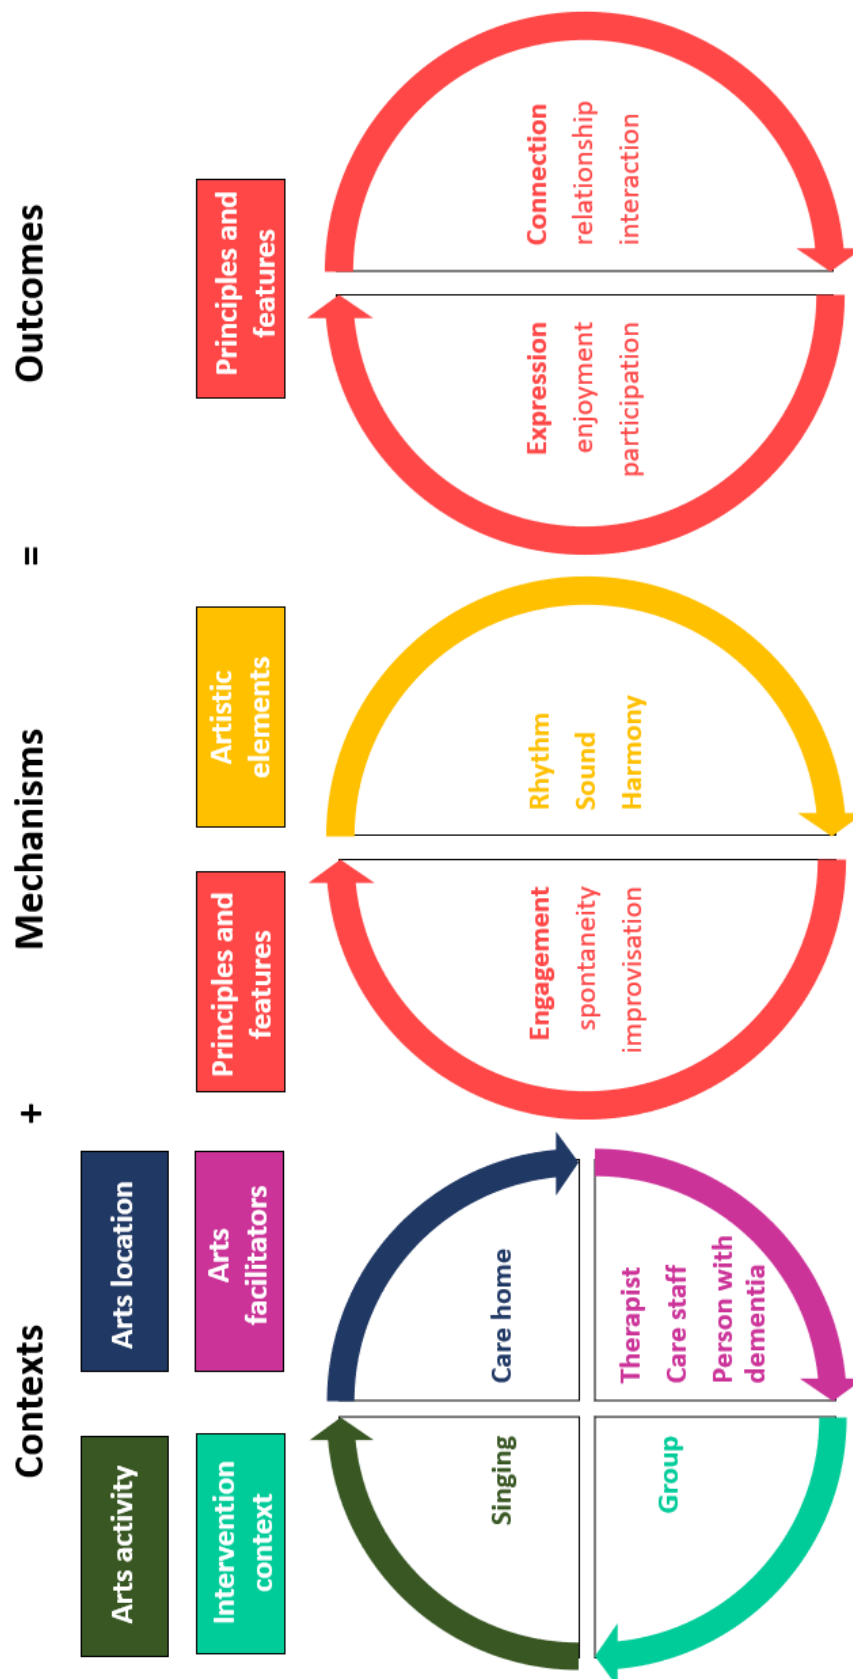 Contexts + Mechanisms = Outcomes
Arts activity
Arts location
Intervention
context
Arts
facilitators
Principles and
features
Artistic
elements
Principles and
features
Singing
Care home
Group
Therapist
Care staff
Person with
dementia
Engagement
spontaneity
improvisation
Rhythm
Sound
Harmony
Expression
enjoyment
participation
Connection
relationship
interaction